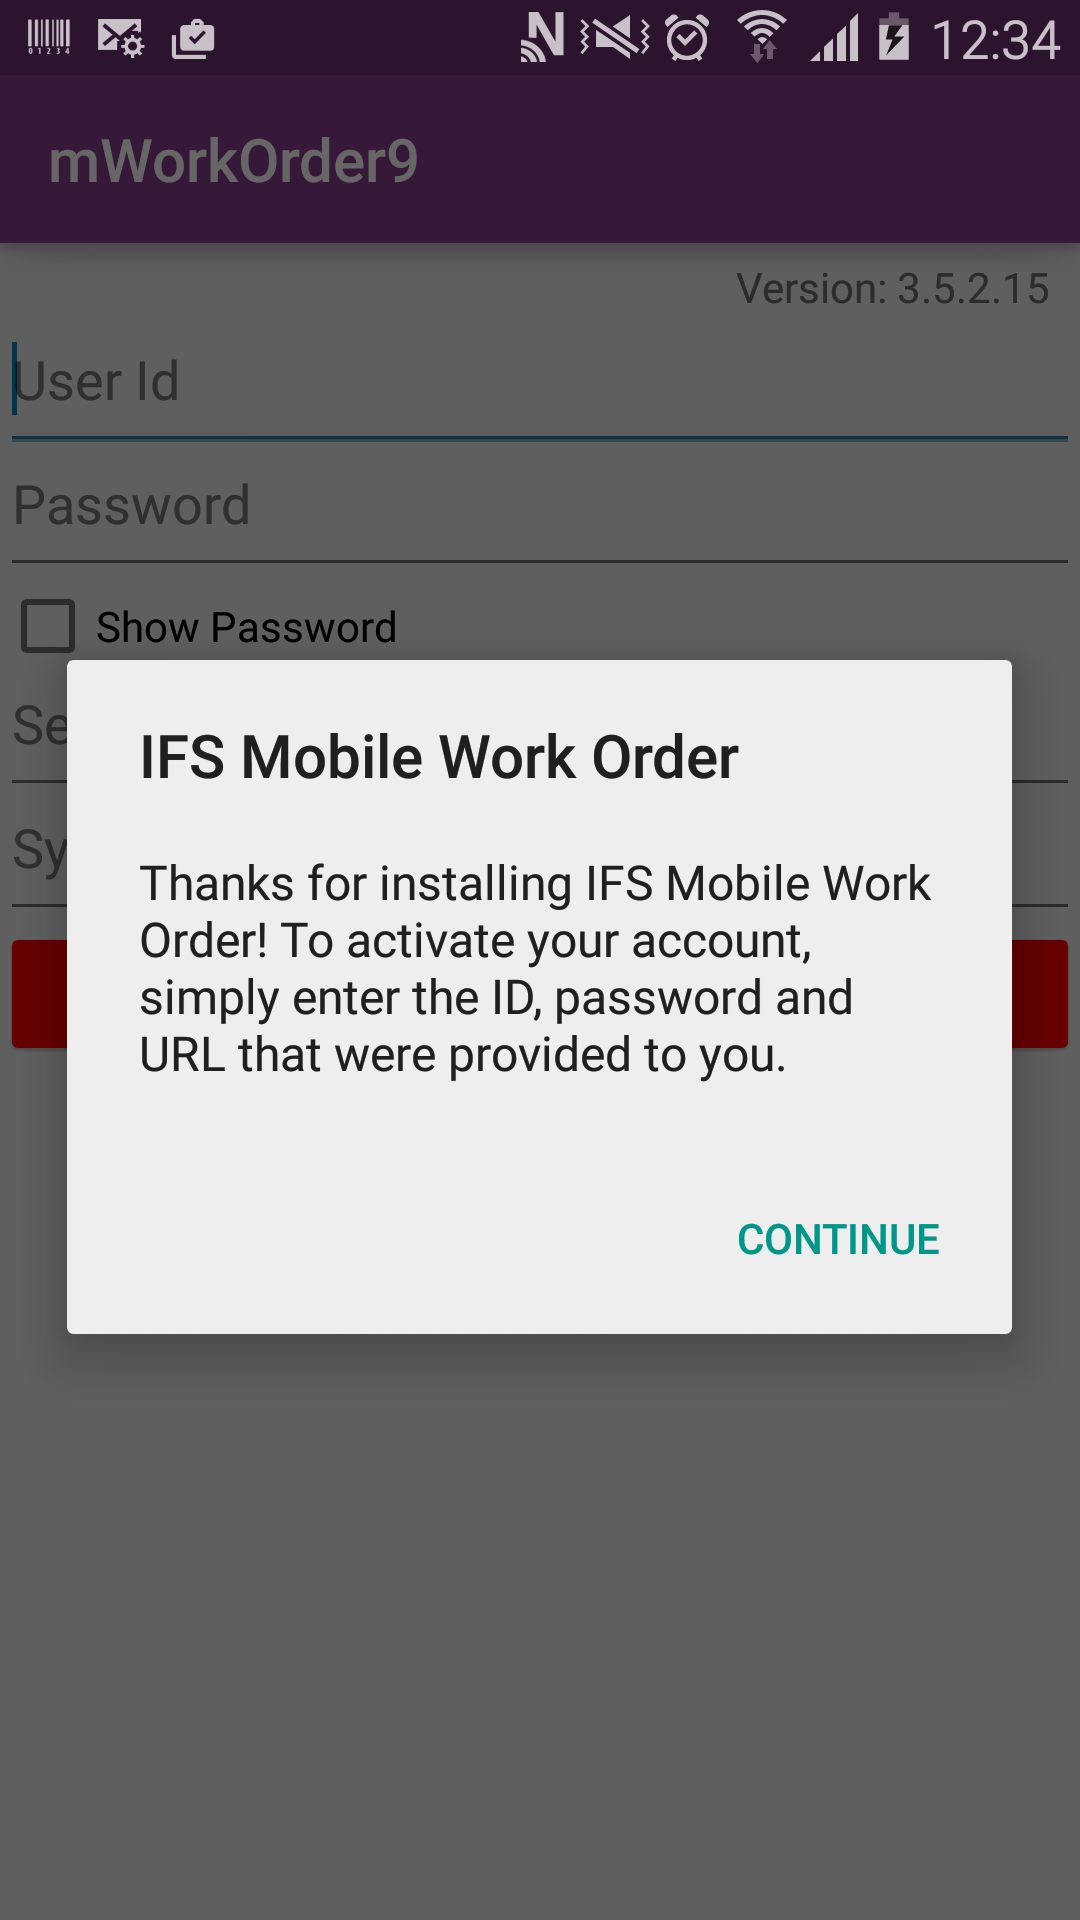 01234
12:34
mWorkOrder9
Version: 3.5.2.15
User Id
Password
Show Password
Se
Sy
IFS Mobile Work Order
Thanks for installing IFS Mobile Work
Order! To activate your account,
simply enter the ID, password and
URL that were provided to you.
CONTINUE